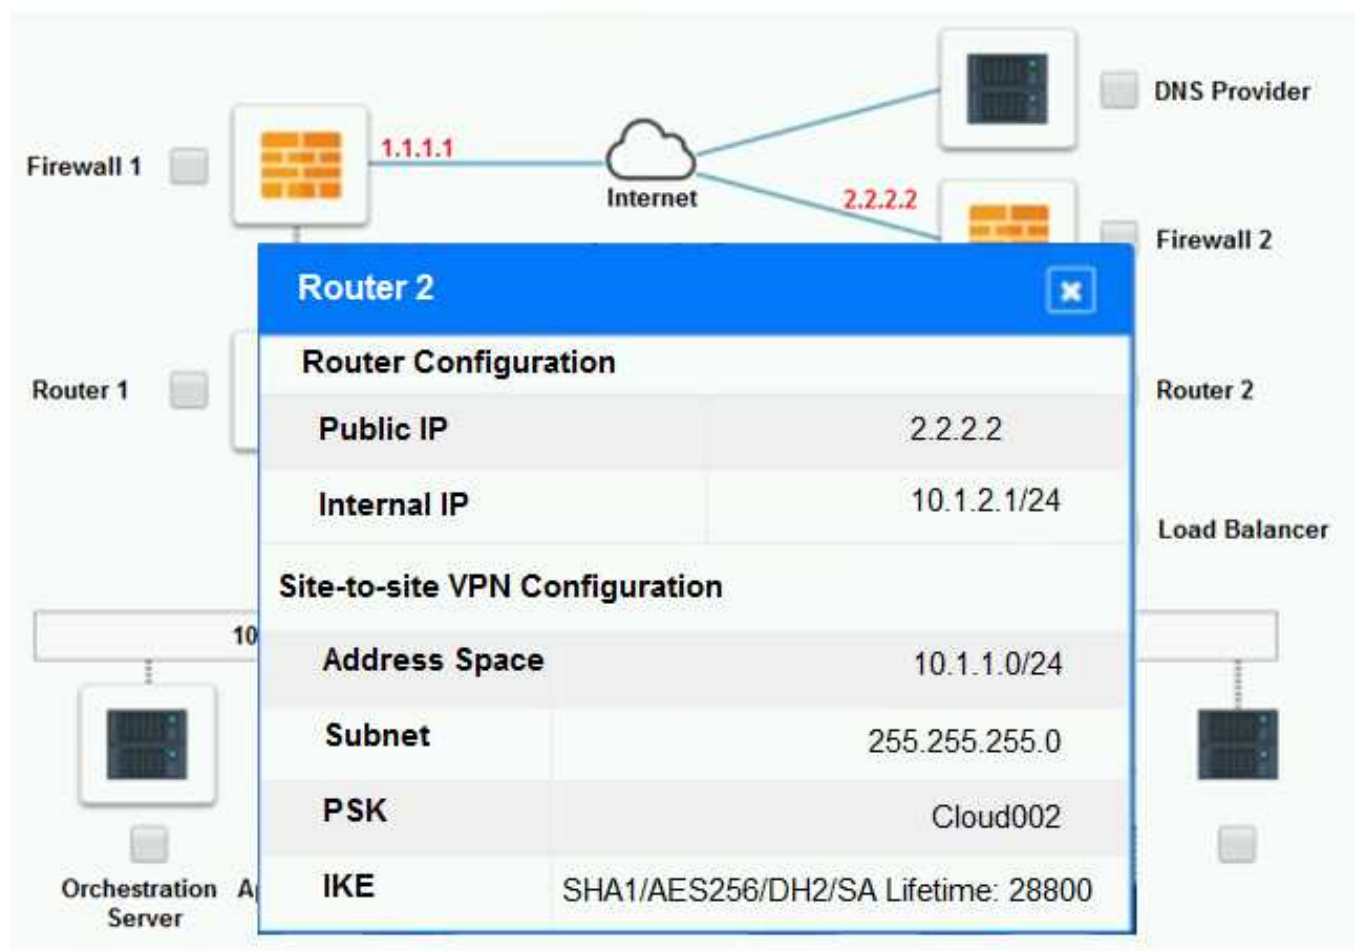 DNS Provider
1.1.1.1
Firewall 1
Internet
2.2.2.2
Firewall 2
Router 2
Router Configuration
Public IP 2.2.2.2
Internal IP 10.1.2.1/24
Router 1
Router 2
Load Balancer
Site-to-site VPN Configuration
10
Address Space 10.1.1.0/24
Subnet 255.255.255.0
PSK Cloud002
IKE SHA1/AES256/DH2/SA Lifetime: 28800
Orchestration
Server